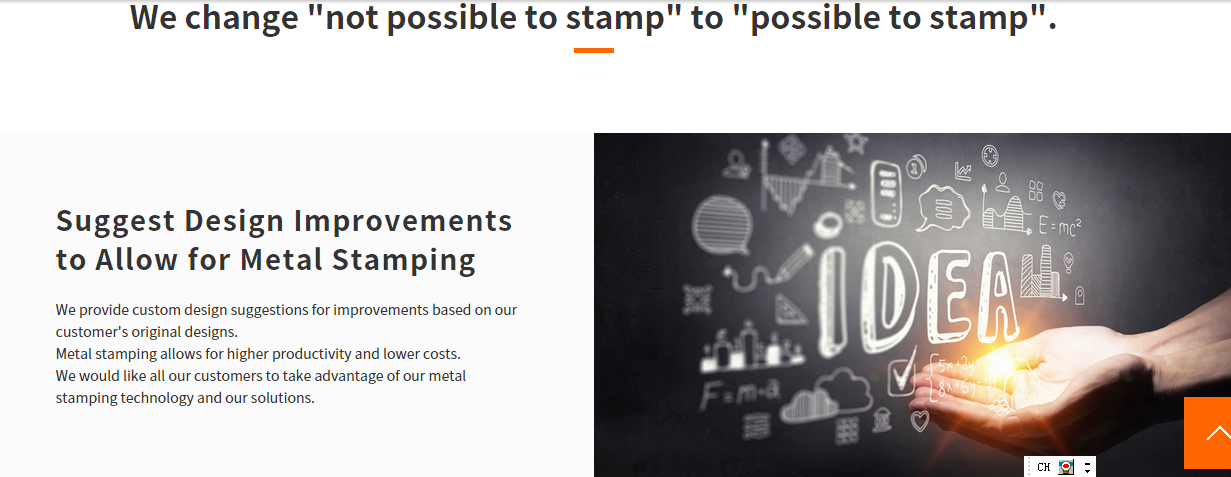 We change "not possible to stamp" to "possible to stamp".
Suggest Design Improvements
to Allow for Metal Stamping
We provide custom design suggestions for improvements based on our
customer's original designs.
Metal stamping allows for higher productivity and lower costs.
We would like all our customers to take advantage of our metal
stamping technology and our solutions.
E=mc²
IDEA
F=m·a
CH